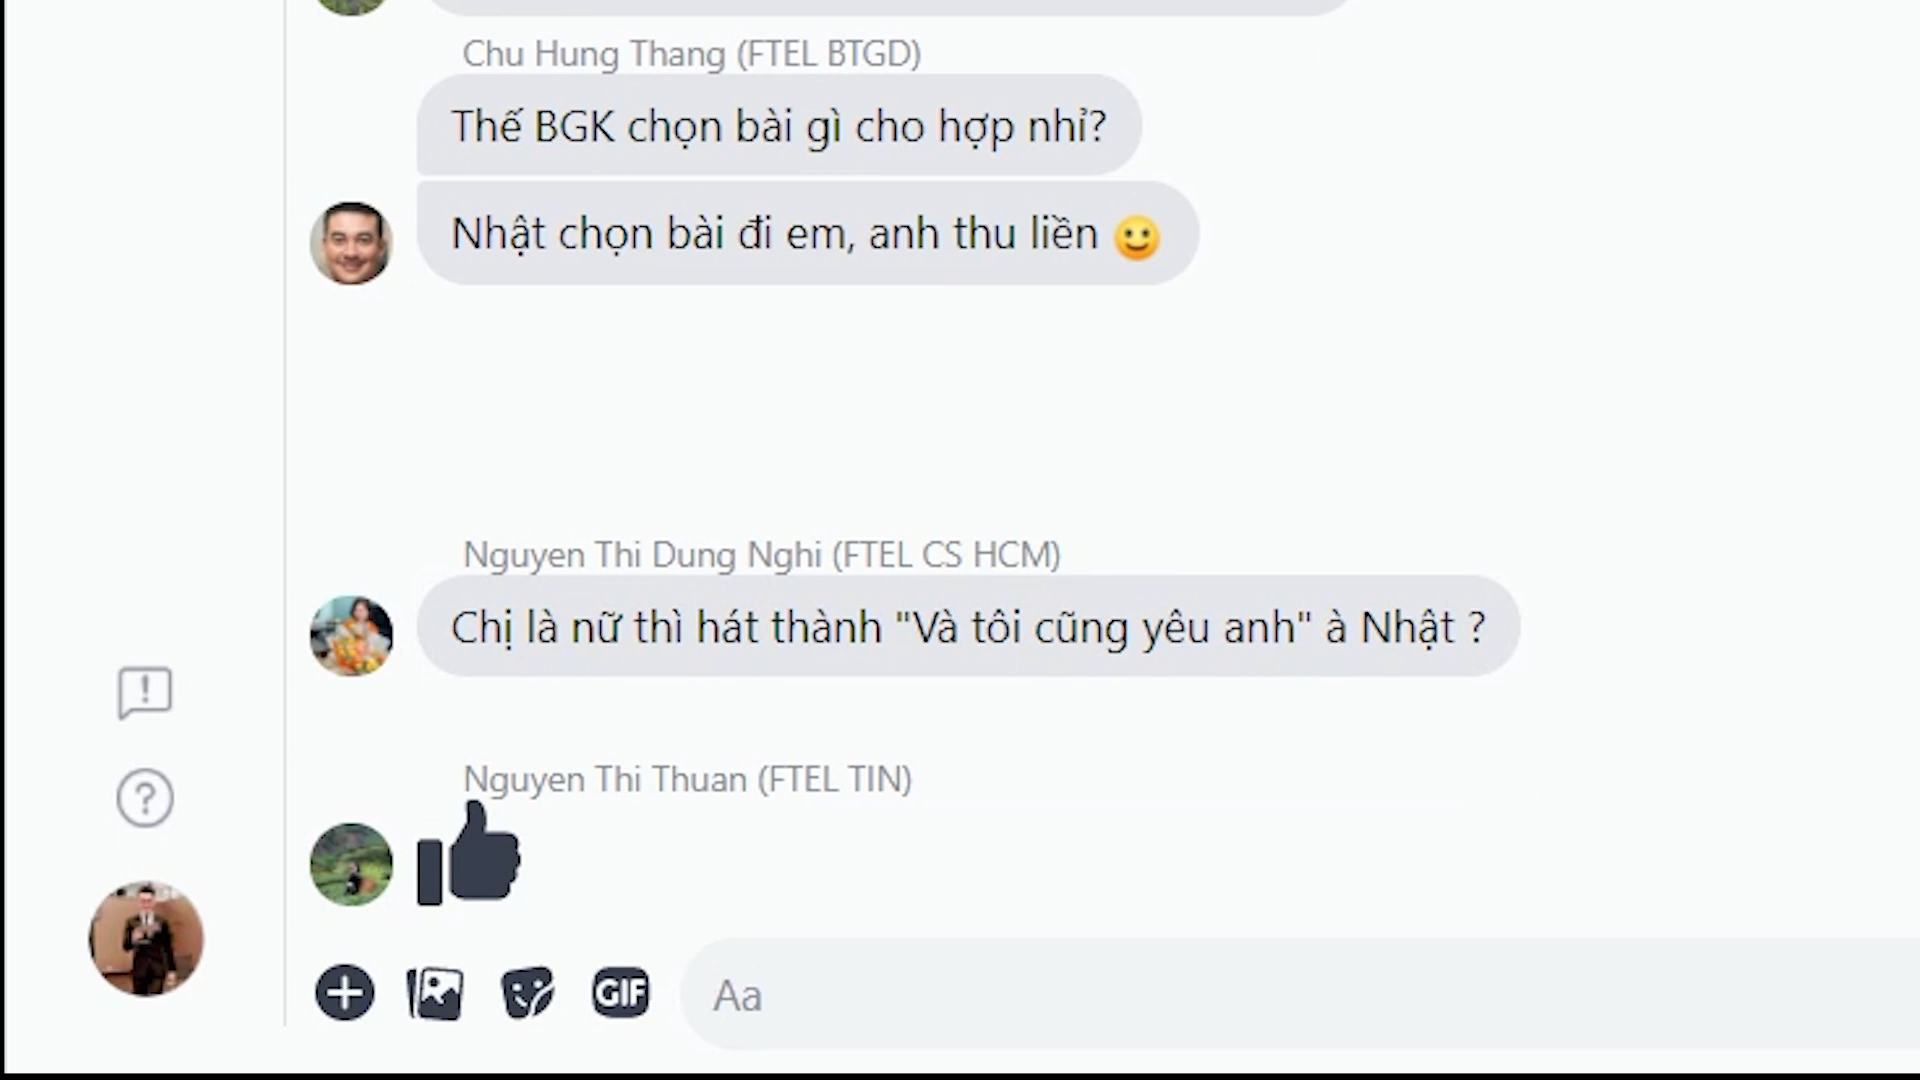 Chu Hung Thang (FTEL BTGD)
Thế BGK chọn bài gì cho hợp nhỉ?
Nhật chọn bài đi em, anh thu liền
Nguyen Thi Dung Nghi (FTEL CS HCM)
Chị là nữ thì hát thành "Và tôi cũng yêu anh" à Nhật ?
Nguyen Thi Thuan (FTEL TIN)
GIF
Aa